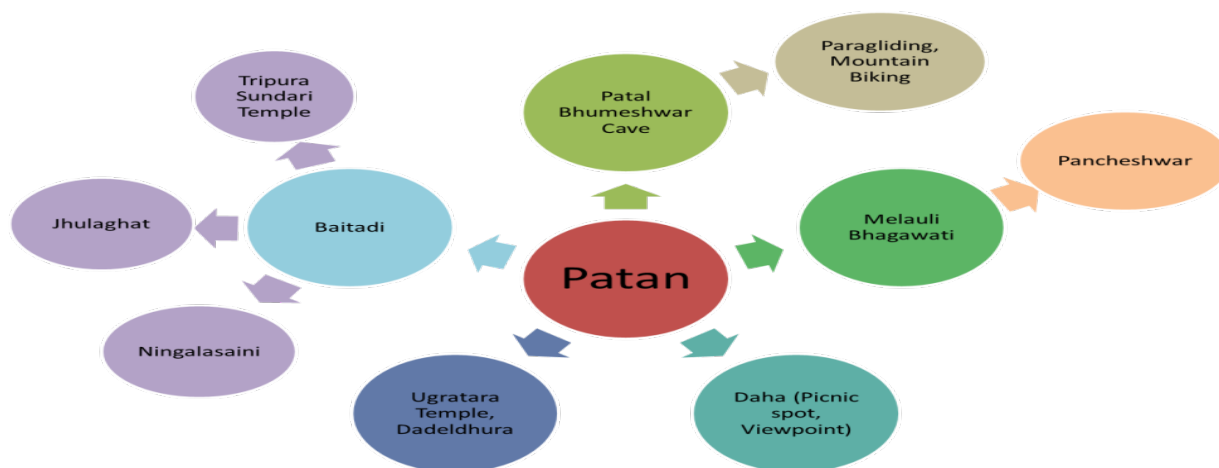 Paragliding,
Mountain
Biking
Tripura
Sundari
Temple
Patal
Bhumeshwar
Cave
Pancheshwar
Jhulaghat
Baitadi
Melauli
Bhagawati
Patan
Ningalasaini
Ugratara
Temple,
Dadeldhura
Daha (Picnic
spot,
Viewpoint)